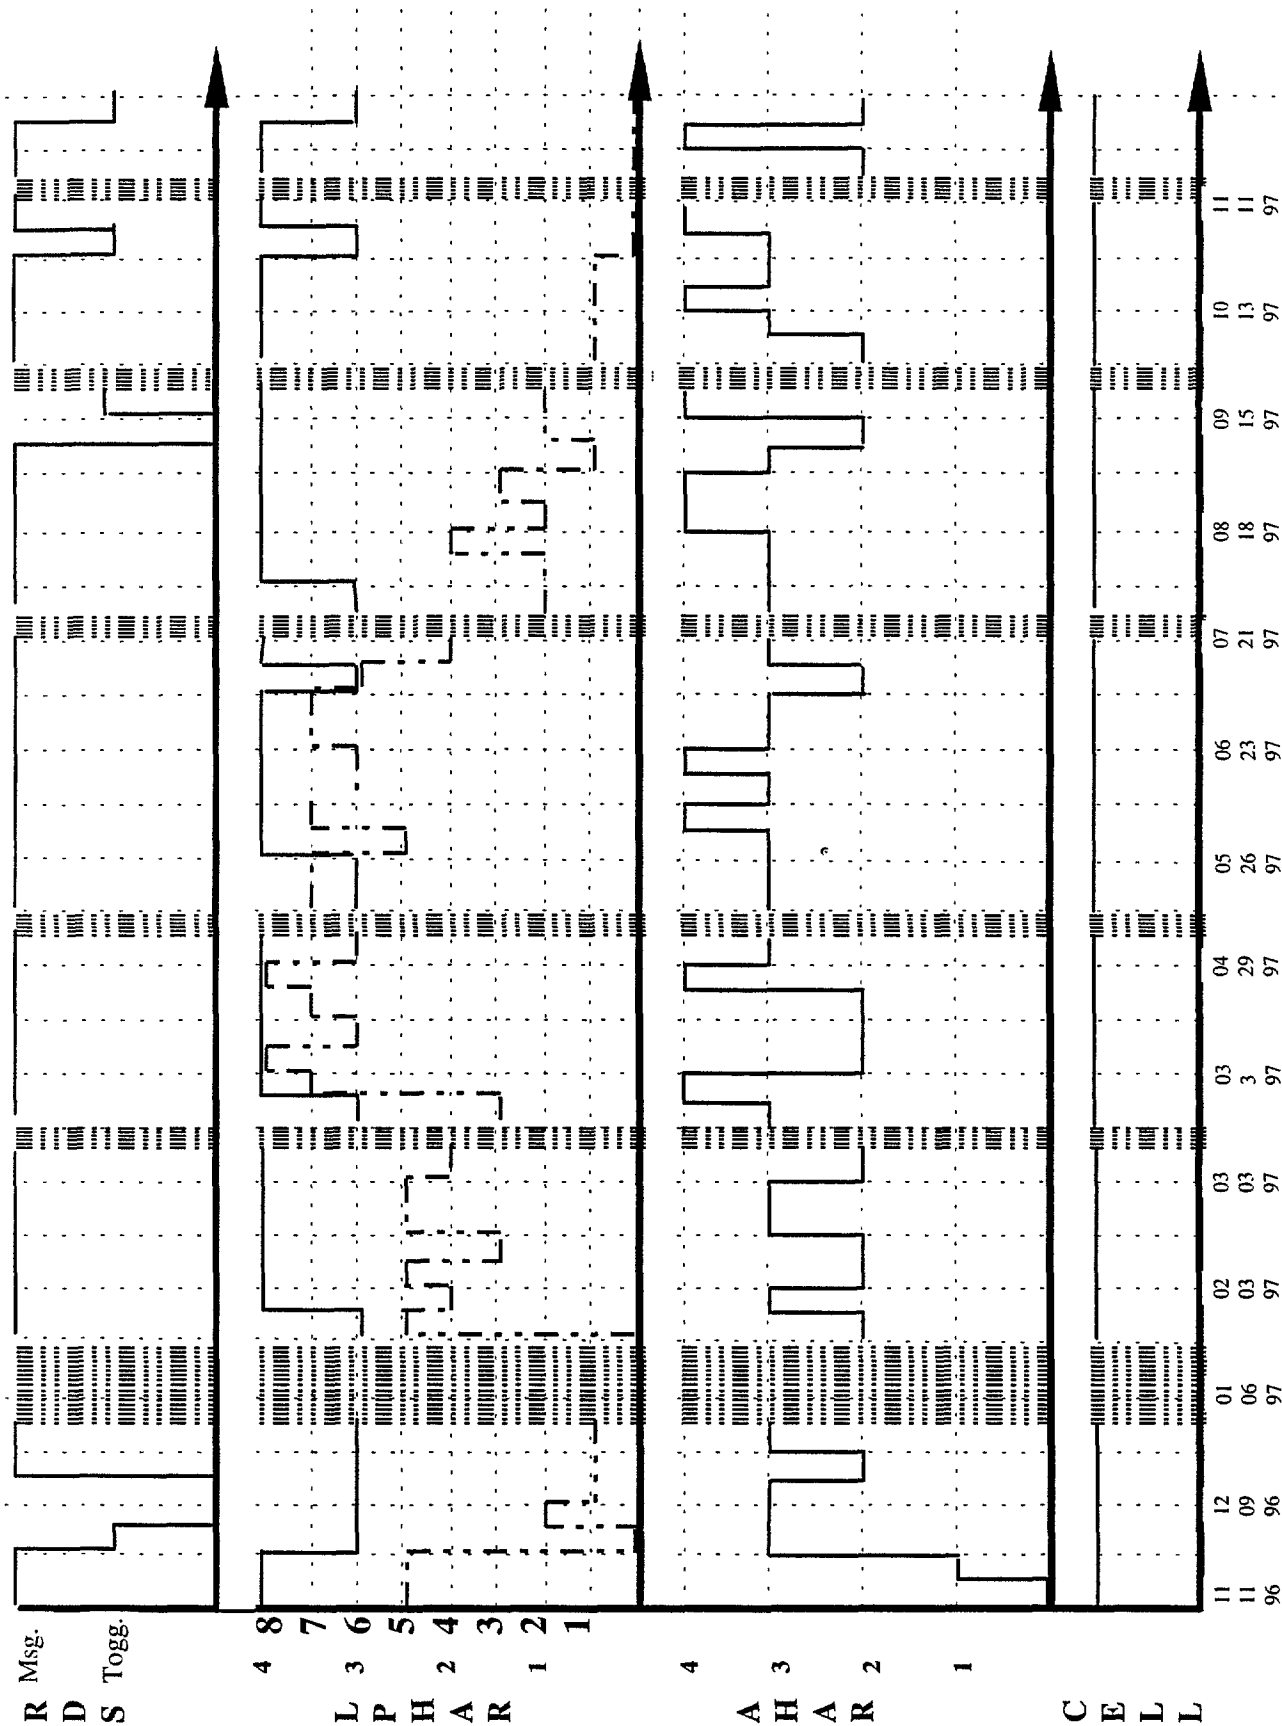 R Msg.
D
S Togg.
4 8
7
L 3 6
P 5
H 2 4
A 3
R 1 2
1
4
A
H 3
A
R 2
1
C
E
L
L
11 12 01 02 03 03 04 05 06 07 08 09 10 11
11 09 06 03 03 3 29 26 23 21 18 15 13 11
96 96 97 97 97 97 97 97 97 97 97 97 97 97